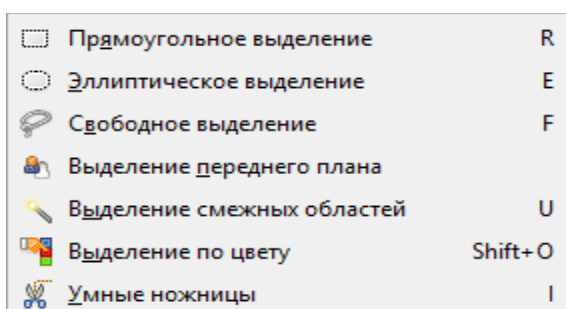 Прямоугольное выделение R
Эллиптическое выделение E
Свободное выделение F
Выделение переднего плана
Выделение смежных областей U
Выделение по цвету Shift+O
Умные ножницы I